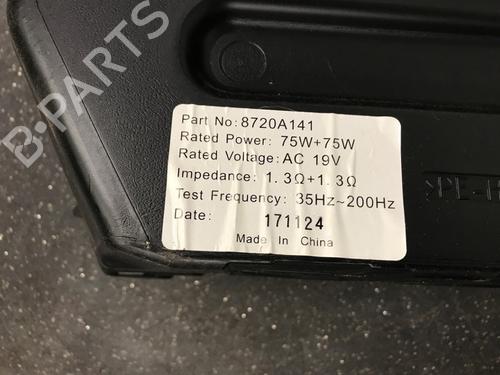 B-PARTS
Part No: 8720A141
Rated Power: 75W+75W
Rated Voltage: AC 19V
Impedance: 1.3Ω+1.3Ω
Test Frequency: 35Hz~200Hz
Date: 171124
Made In China